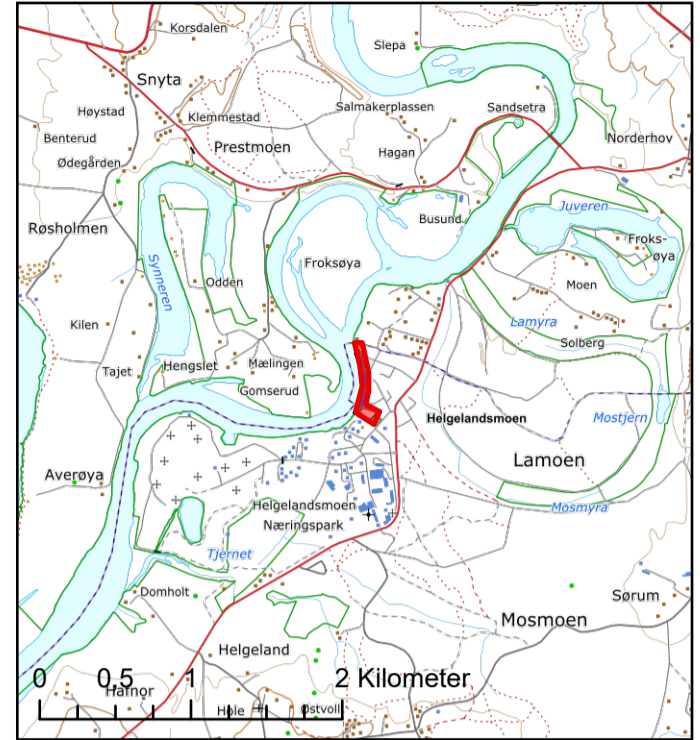 Korsdalen
Slepa
Snyta
Høystad
Klemmestad
Salmakerplassen
Sandsetra
Benterud
Prestmoen
Hagan
Norderhov
Ødegården
Røsholmen
Busund
Juveren
Froks-
øya
Synneren
Odden
Froksøya
Moen
Kilen
Lamyra
Solberg
Tajet
Hengslet
Mælingen
Gomserud
Helgelandsmoen
Mostjern
Lamoen
Averøya
Helgelandsmoen
Næringspark
Mosmyra
Tjernet
Domholt
Sørum
Mosmoen
Helgeland
0 0,5 1 2 Kilometer
Hafnor
Hole
Østvoll